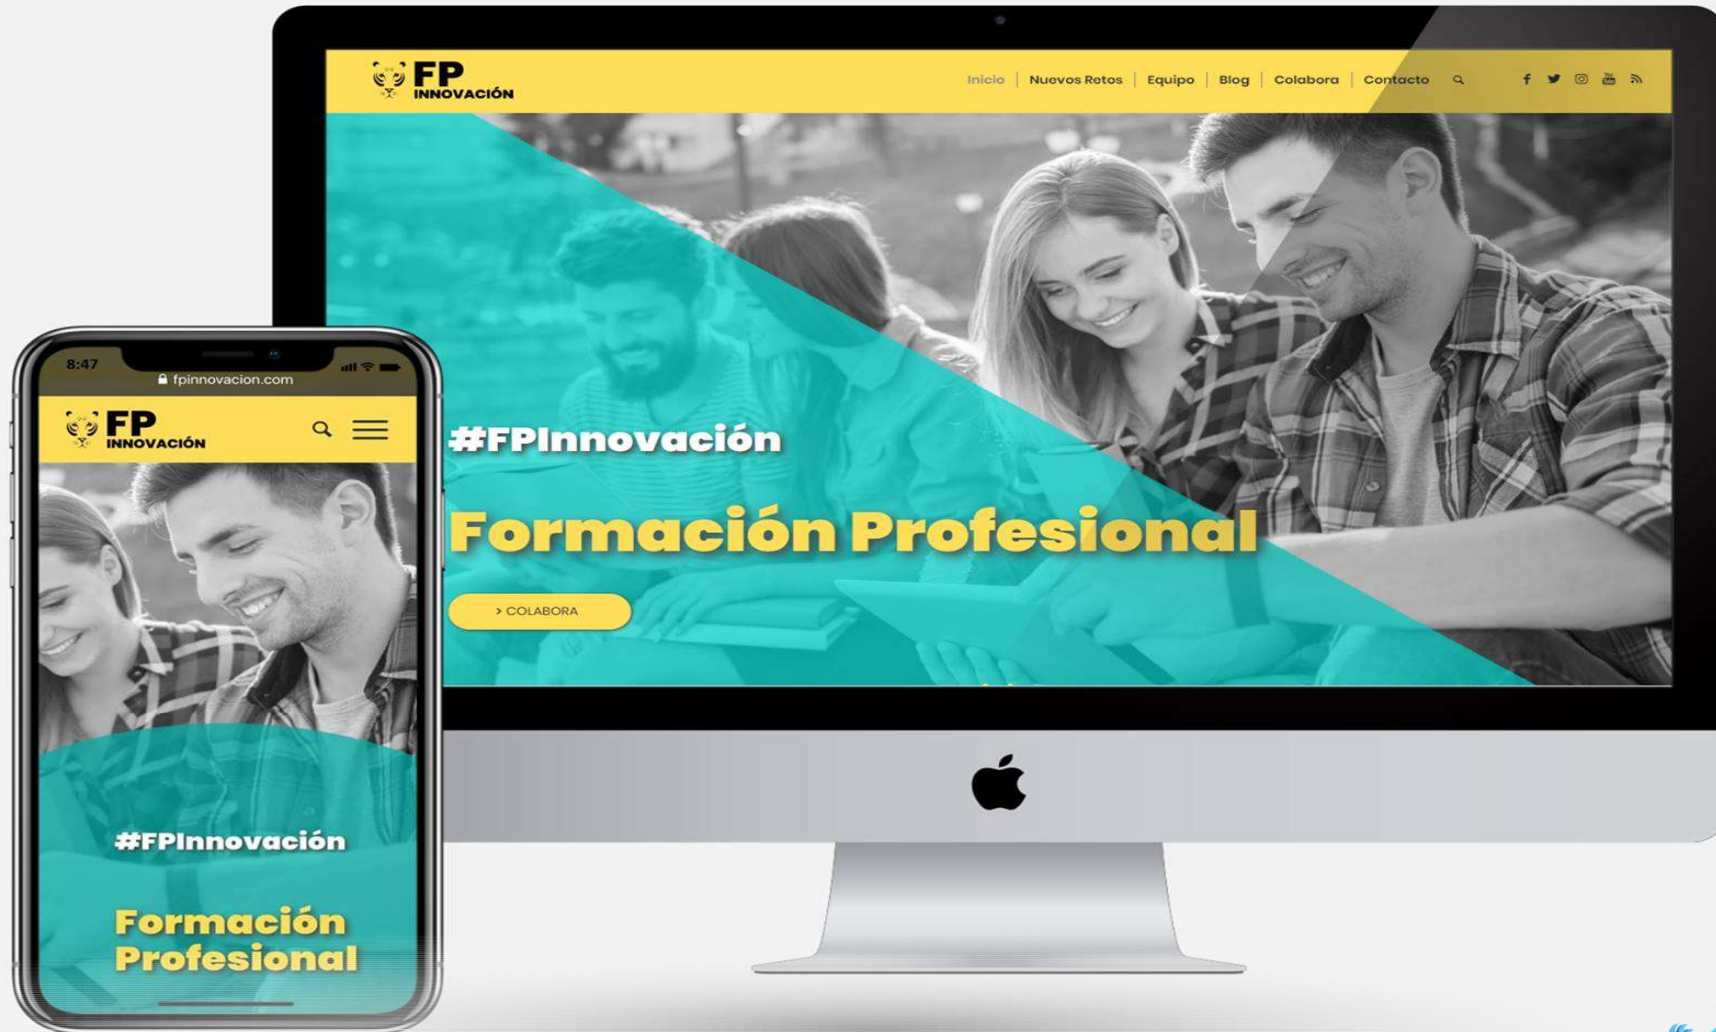 FP
INNOVACIÓN
Inicio | Nuevos Retos | Equipo | Blog | Colabora | Contacto
#FPInnovación
Formación Profesional
> COLABORA
8:47
fpinnovacion.com
FP
INNOVACIÓN
#FPInnovación
Formación
Profesional